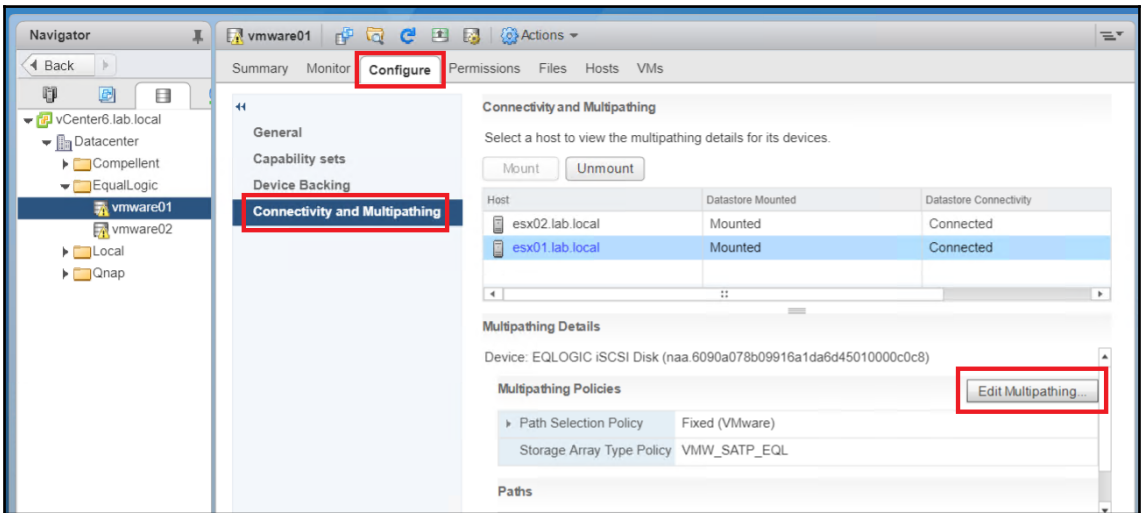 Navigator
Back
vCenter6.lab.local
Datacenter
Compellent
EqualLogic
vmware01
vmware02
Local
Qnap
vmware01 Actions
Summary Monitor Configure Permissions Files Hosts VMs
General
Capability sets
Device Backing
Connectivity and Multipathing
Connectivity and Multipathing
Select a host to view the multipathing details for its devices.
Mount Unmount
Host Datastore Mounted Datastore Connectivity
esx02.lab.local Mounted Connected
esx01.lab.local Mounted Connected
Multipathing Details
Device: EQLOGIC iSCSI Disk (naa.6090a078b09916a1da6d45010000c0c8)
Multipathing Policies Edit Multipathing...
Path Selection Policy Fixed (VMware)
Storage Array Type Policy VMW_SATP_EQL
Paths